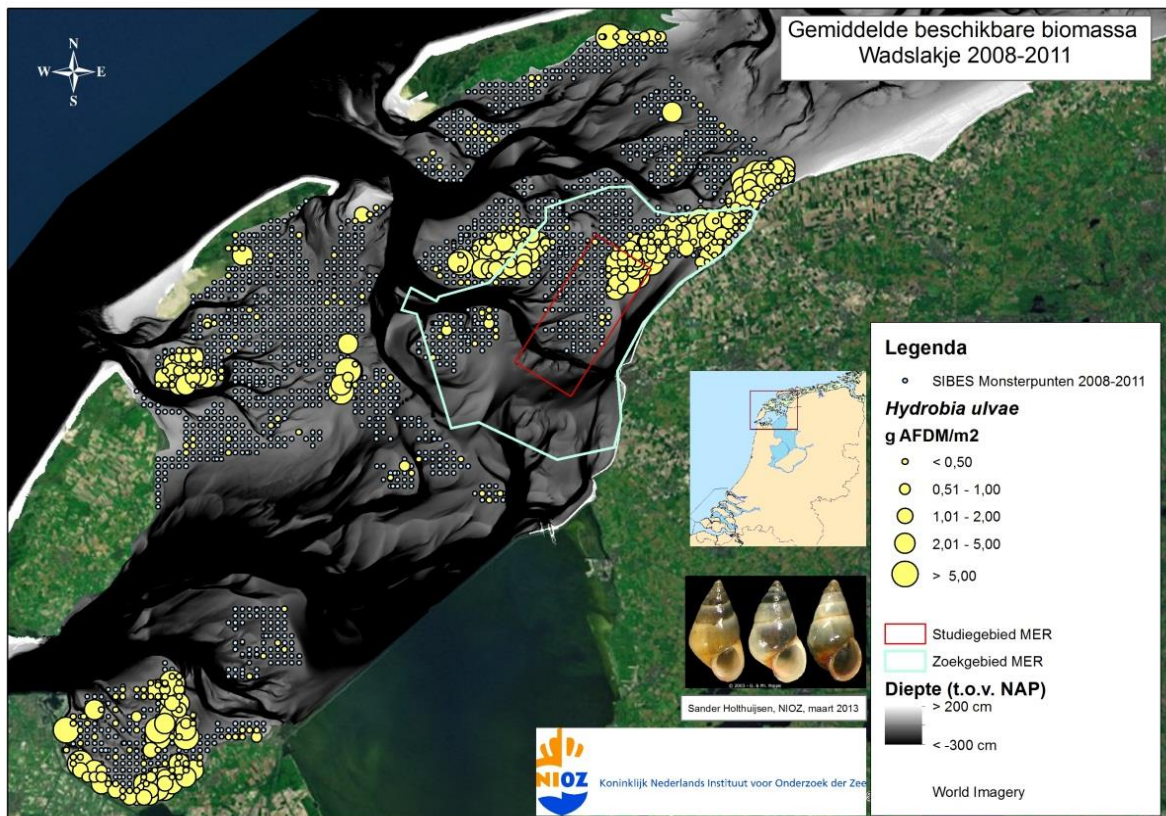 Gemiddelde beschikbare biomassa
Wadslakje 2008-2011
N
W E
S
Legenda
SIBES Monsterpunten 2008-2011
Hydrobia ulvae
g AFDM/m2
< 0,50
0,51 - 1,00
1,01 - 2,00
2,01 - 5,00
> 5,00
Studiegebied MER
Zoekgebied MER
Diepte (t.o.v. NAP)
> 200 cm
< -300 cm
World Imagery
Sander Holthuijsen, NIOZ, maart 2013
NIOZ
Koninklijk Nederlands Instituut voor Onderzoek der Zee